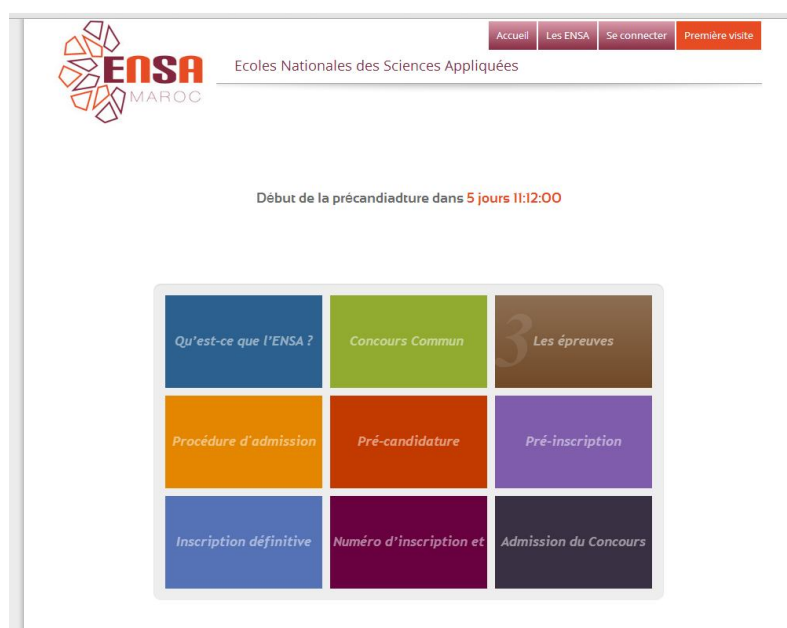 Accueil Les ENSA Se connecter Première visite
ENSA
MAROC
Ecoles Nationales des Sciences Appliquées
Début de la précandiadture dans 5 jours 11:12:00
Qu'est-ce que l'ENSA ? Concours Commun 3 Les épreuves
Procédure d'admission Pré-candidature Pré-inscription
Inscription définitive Numéro d'inscription et Admission du Concours